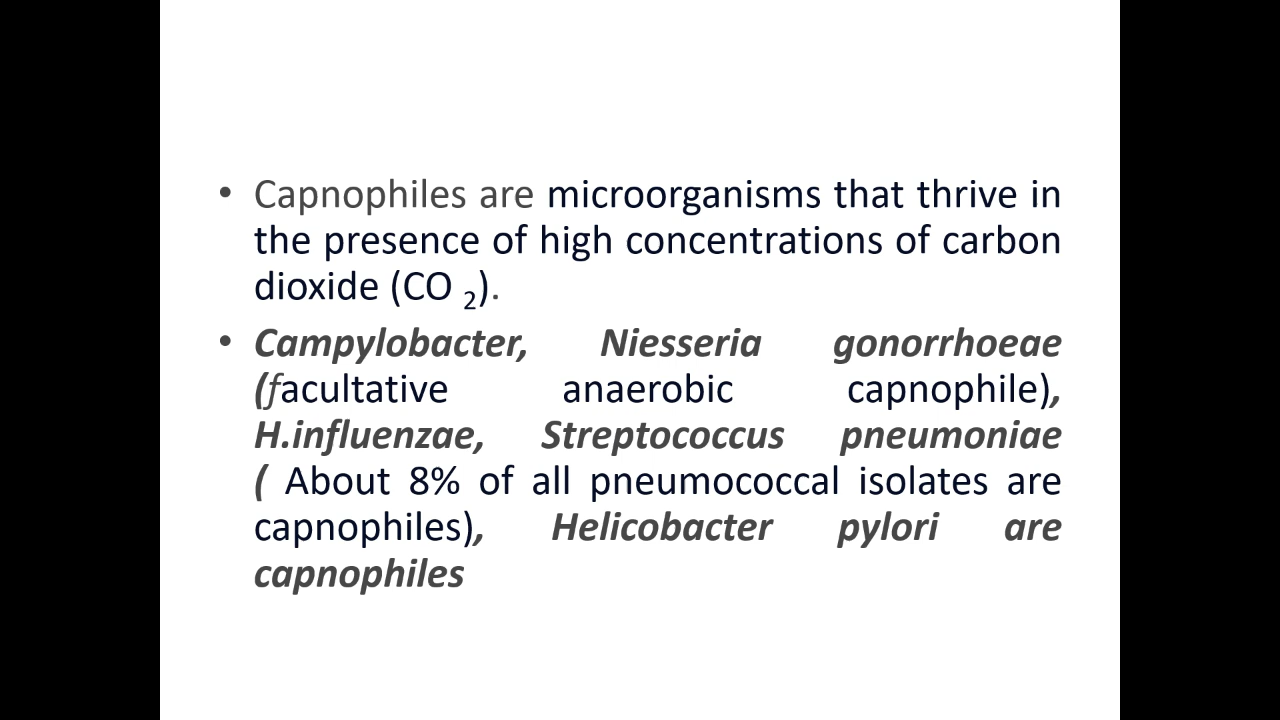 • Capnophiles are microorganisms that thrive in
the presence of high concentrations of carbon
dioxide (CO 2).
• Campylobacter, Niesseria gonorrhoeae
(facultative anaerobic capnophile),
H.influenzae, Streptococcus pneumoniae
( About 8% of all pneumococcal isolates are
capnophiles), Helicobacter pylori are
capnophiles